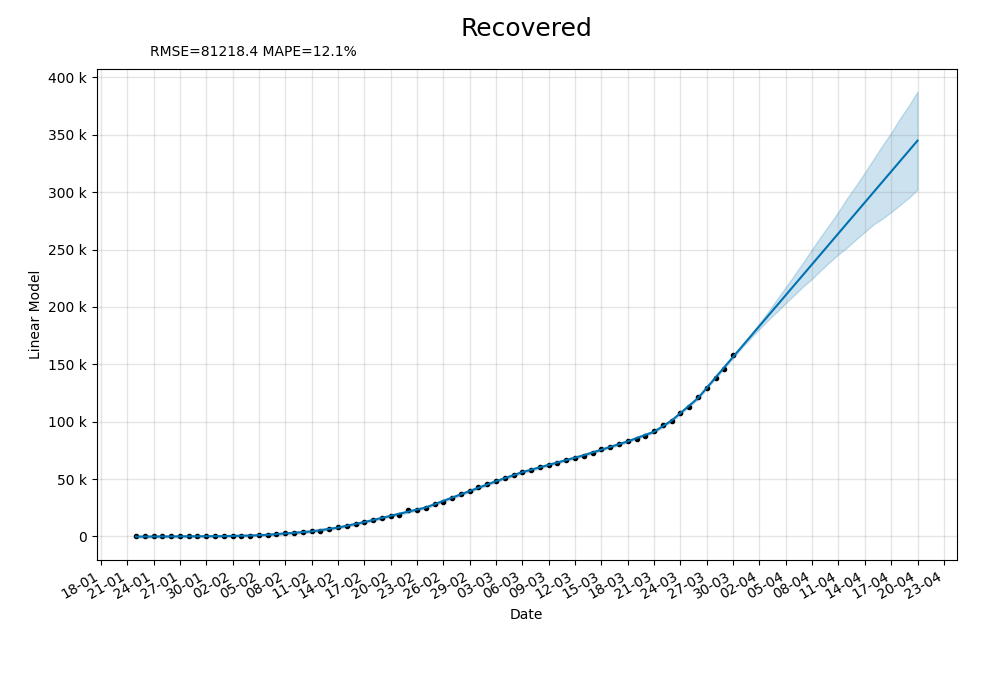 Recovered
RMSE=81218.4 MAPE=12.1%
400 k
350 k
300 k
250 k
200 k
150 k
100 k
50 k
0
Linear Model
18-01
21-01
24-01
27-01
30-01
02-02
05-02
08-02
11-02
14-02
17-02
20-02
23-02
26-02
29-02
03-03
06-03
09-03
12-03
15-03
18-03
21-03
24-03
27-03
30-03
02-04
05-04
08-04
11-04
14-04
17-04
20-04
23-04
Date